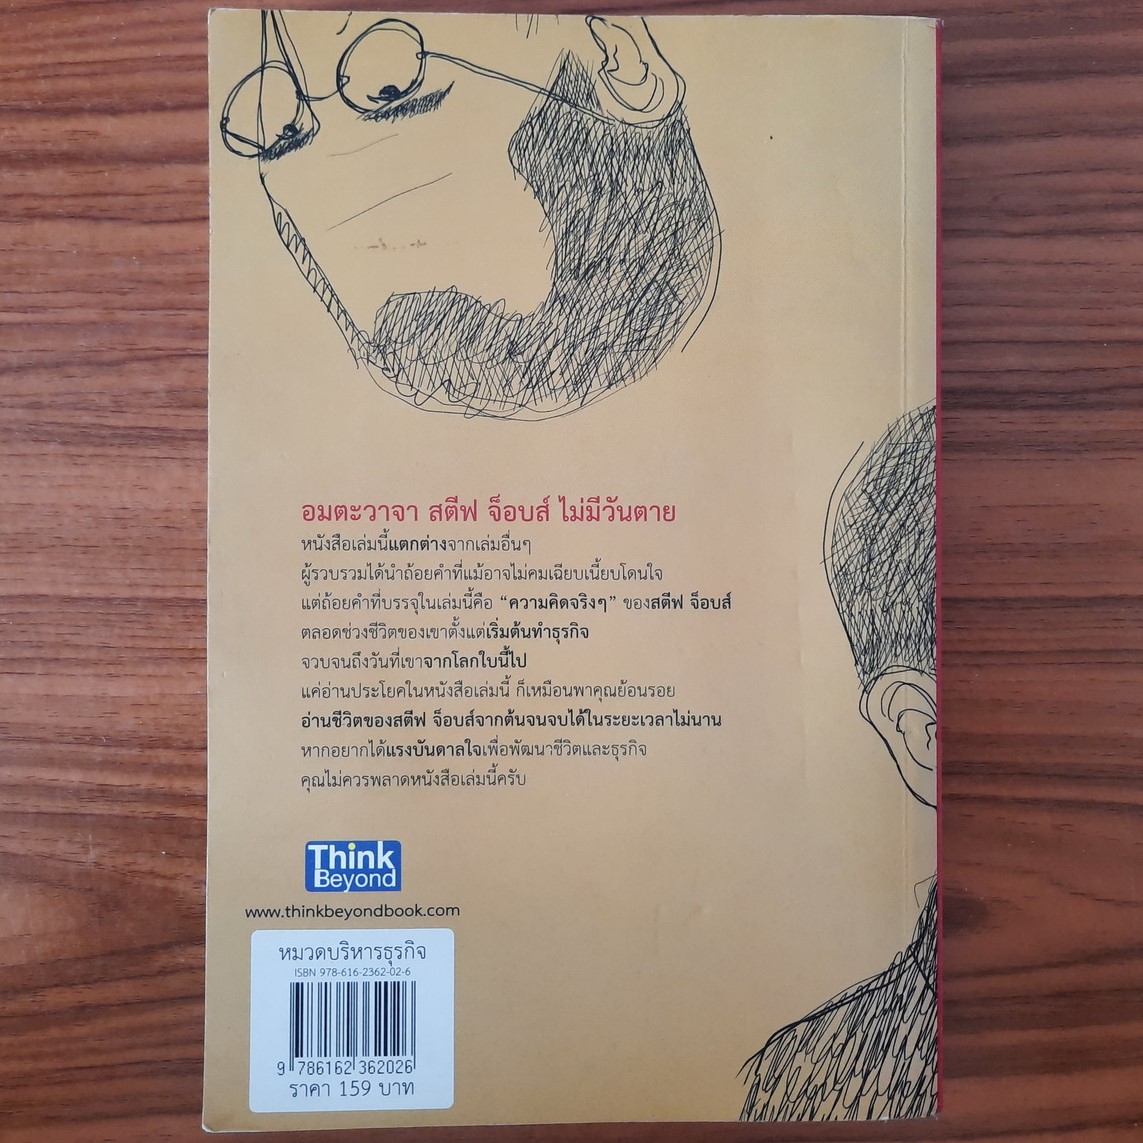 อมตะวาจา สตีฟ จ็อบส์ ไม่มีวันตาย
หนังสือเล่มนี้แตกต่างจากเล่มอื่นๆ
ผู้รวบรวมได้นำถ้อยคำที่แม้อาจไม่คมเฉียบเนี้ยบโดนใจ
แต่ถ้อยคำที่บรรจุในเล่มนี้คือ “ความคิดจริงๆ” ของสตีฟ จ็อบส์
ตลอดช่วงชีวิตของเขาตั้งแต่เริ่มต้นทำธุรกิจ
จวบจนถึงวันที่เขาจากโลกใบนี้ไป
แค่อ่านประโยคในหนังสือเล่มนี้ ก็เหมือนพาคุณย้อนรอย
อ่านชีวิตของสตีฟ จ็อบส์จากต้นจนจบได้ในระยะเวลาไม่นาน
หากอยากได้แรงบันดาลใจเพื่อพัฒนาชีวิตและธุรกิจ
คุณไม่ควรพลาดหนังสือเล่มนี้ครับ
Think
Beyond
www.thinkbeyondbook.com
หมวดบริหารธุรกิจ
ISBN 978-616-2362-02-6
9 786162 362026
ราคา 159 บาท